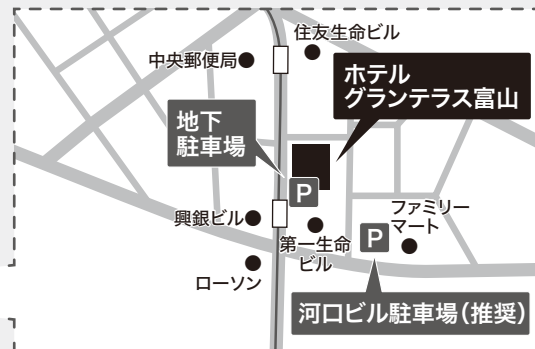 住友生命ビル
中央郵便局
ホテル
グランテラス富山
地下
駐車場
P
興銀ビル
第一生命
ビル
P
ファミリー
マート
ローソン
河口ビル駐車場(推奨)